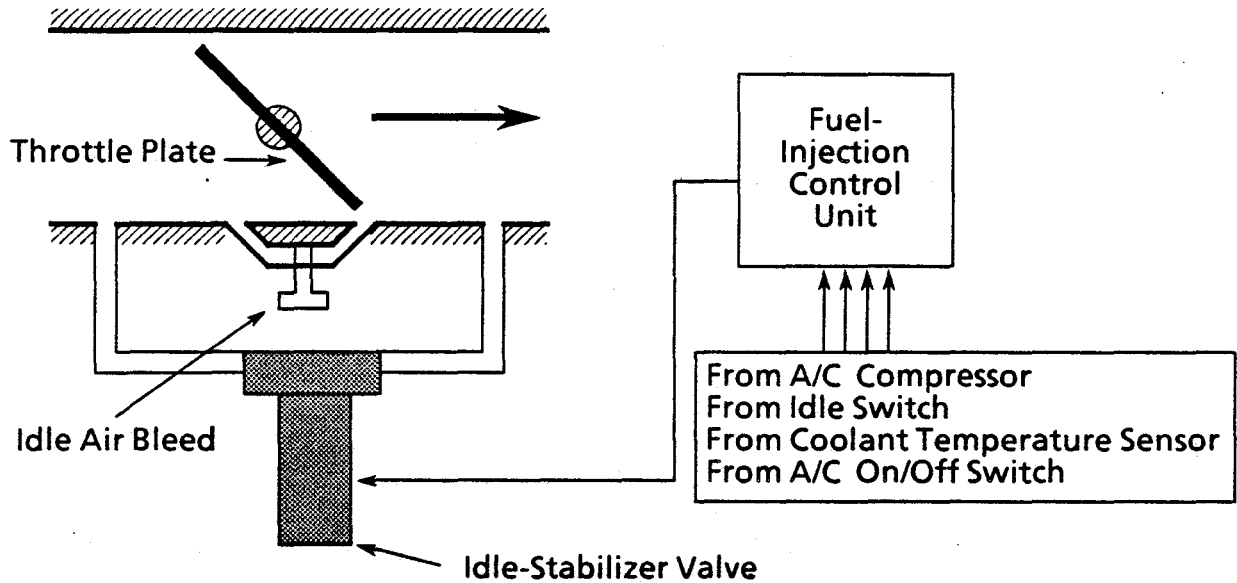 Throttle Plate
Fuel-
Injection
Control
Unit
Idle Air Bleed
From A/C Compressor
From Idle Switch
From Coolant Temperature Sensor
From A/C On/Off Switch
Idle-Stabilizer Valve